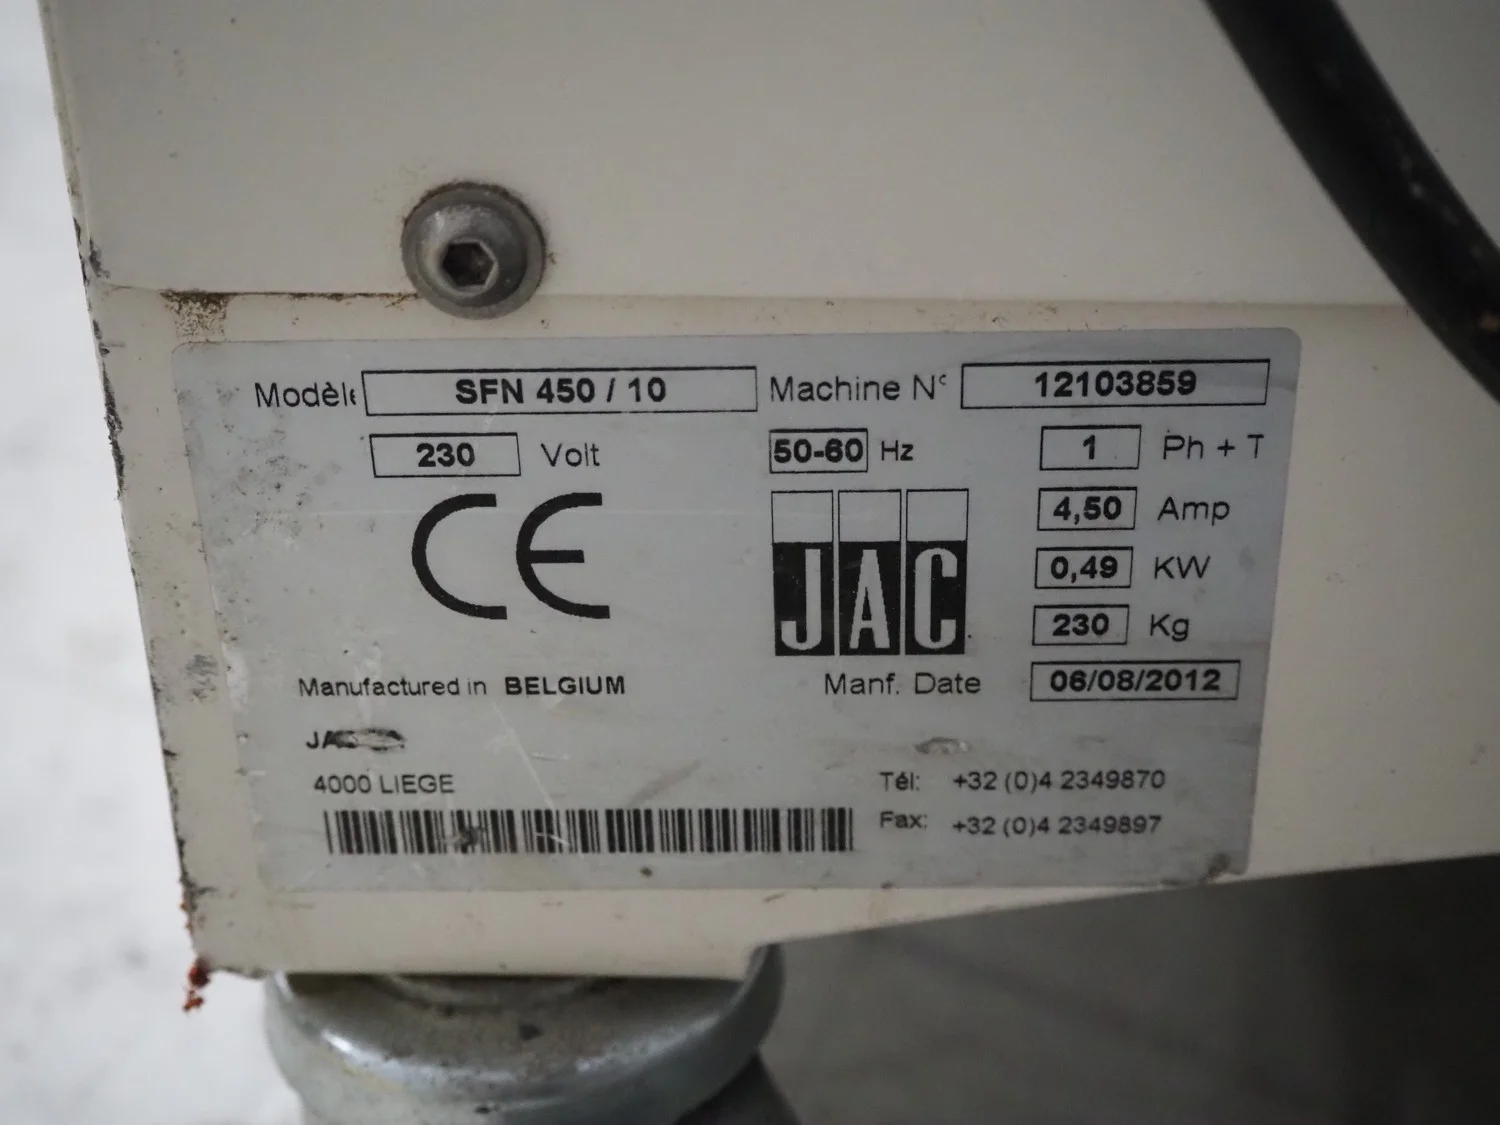 Modèle SFN 450 / 10 Machine N° 12103859
230 Volt 50-60 Hz 1 Ph + T
CE
JAC
4,50 Amp
0,49 KW
230 Kg
Manufactured in BELGIUM Manf. Date 06/08/2012
4000 LIEGE Tél: +32 (0)4 2349870
Fax: +32 (0)4 2349897